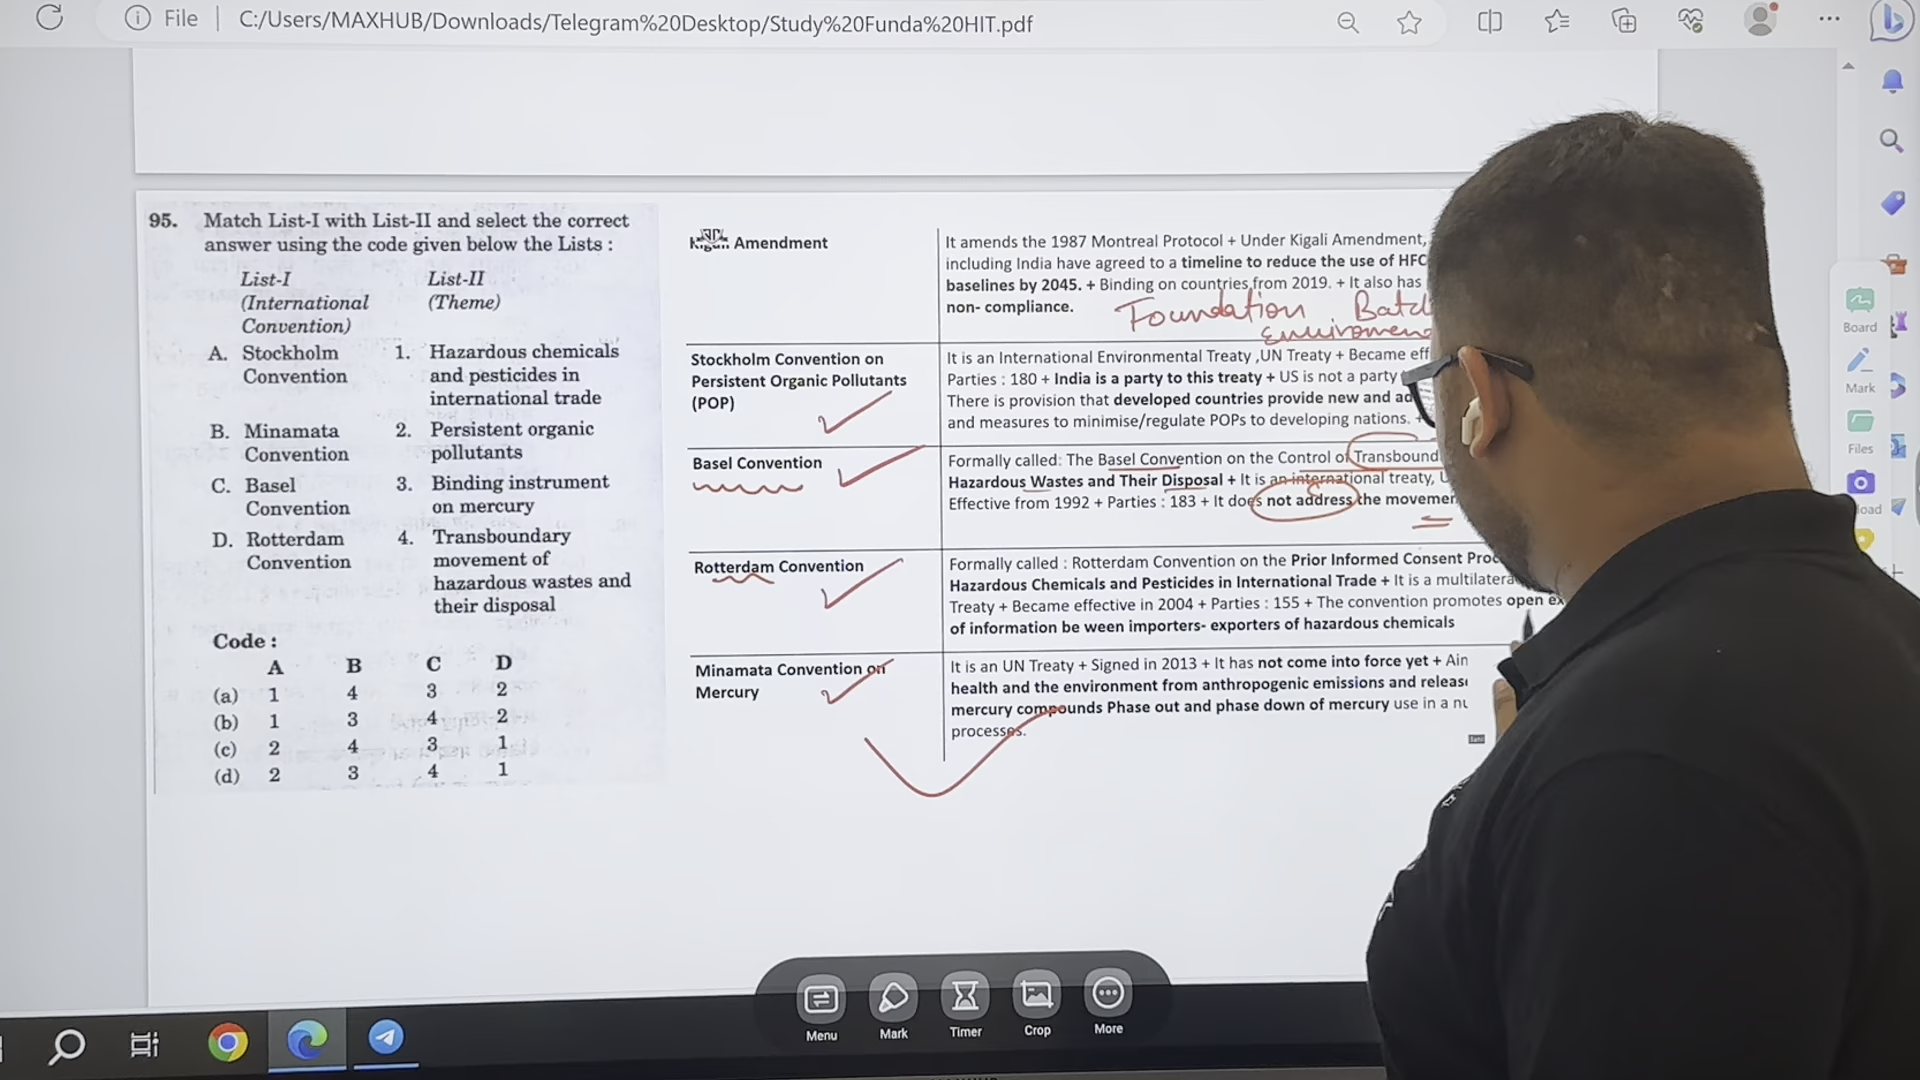 File
C:/Users/MAXHUB/Downloads/Telegram%20Desktop/Study%20Funda%20HIT.pdf
95. Match List-I with List-II and select the correct
answer using the code given below the Lists :
List-I List-II
(International (Theme)
Convention)
A. Stockholm 1. Hazardous chemicals
Convention and pesticides in
international trade
B. Minamata 2. Persistent organic
Convention pollutants
C. Basel 3. Binding instrument
Convention on mercury
D. Rotterdam 4. Transboundary
Convention movement of
hazardous wastes and
their disposal
Code :
A B C D
(a) 1 4 3 2
(b) 1 3 4 2
(c) 2 4 3 1
(d) 2 3 4 1
Amendment
It amends the 1987 Montreal Protocol + Under Kigali Amendment,
including India have agreed to a timeline to reduce the use of HFC
baselines by 2045. + Binding on countries from 2019. + It also has
non- compliance.
Foundation
Stockholm Convention on
Persistent Organic Pollutants
(POP)
It is an International Environmental Treaty ,UN Treaty + Became
Parties : 180 + India is a party to this treaty + US is not a party
There is provision that developed countries provide new and
and measures to minimise/regulate POPs to developing nations.
Basel Convention
Formally called: The Basel Convention on the Control of Transbound
Hazardous Wastes and Their Disposal + It is an international treaty,
Effective from 1992 + Parties : 183 + It does not address the
Rotterdam Convention
Formally called : Rotterdam Convention on the Prior Informed Consent
Hazardous Chemicals and Pesticides in International Trade + It is a
Treaty + Became effective in 2004 + Parties : 155 + The convention promotes open
of information be ween importers- exporters of hazardous chemicals
Minamata Convention on
Mercury
It is an UN Treaty + Signed in 2013 + It has not come into force yet +
health and the environment from anthropogenic emissions and
mercury compounds Phase out and phase down of mercury use in a
processes.
Board
Mark
Files
Menu
Mark
Timer
Crop
More